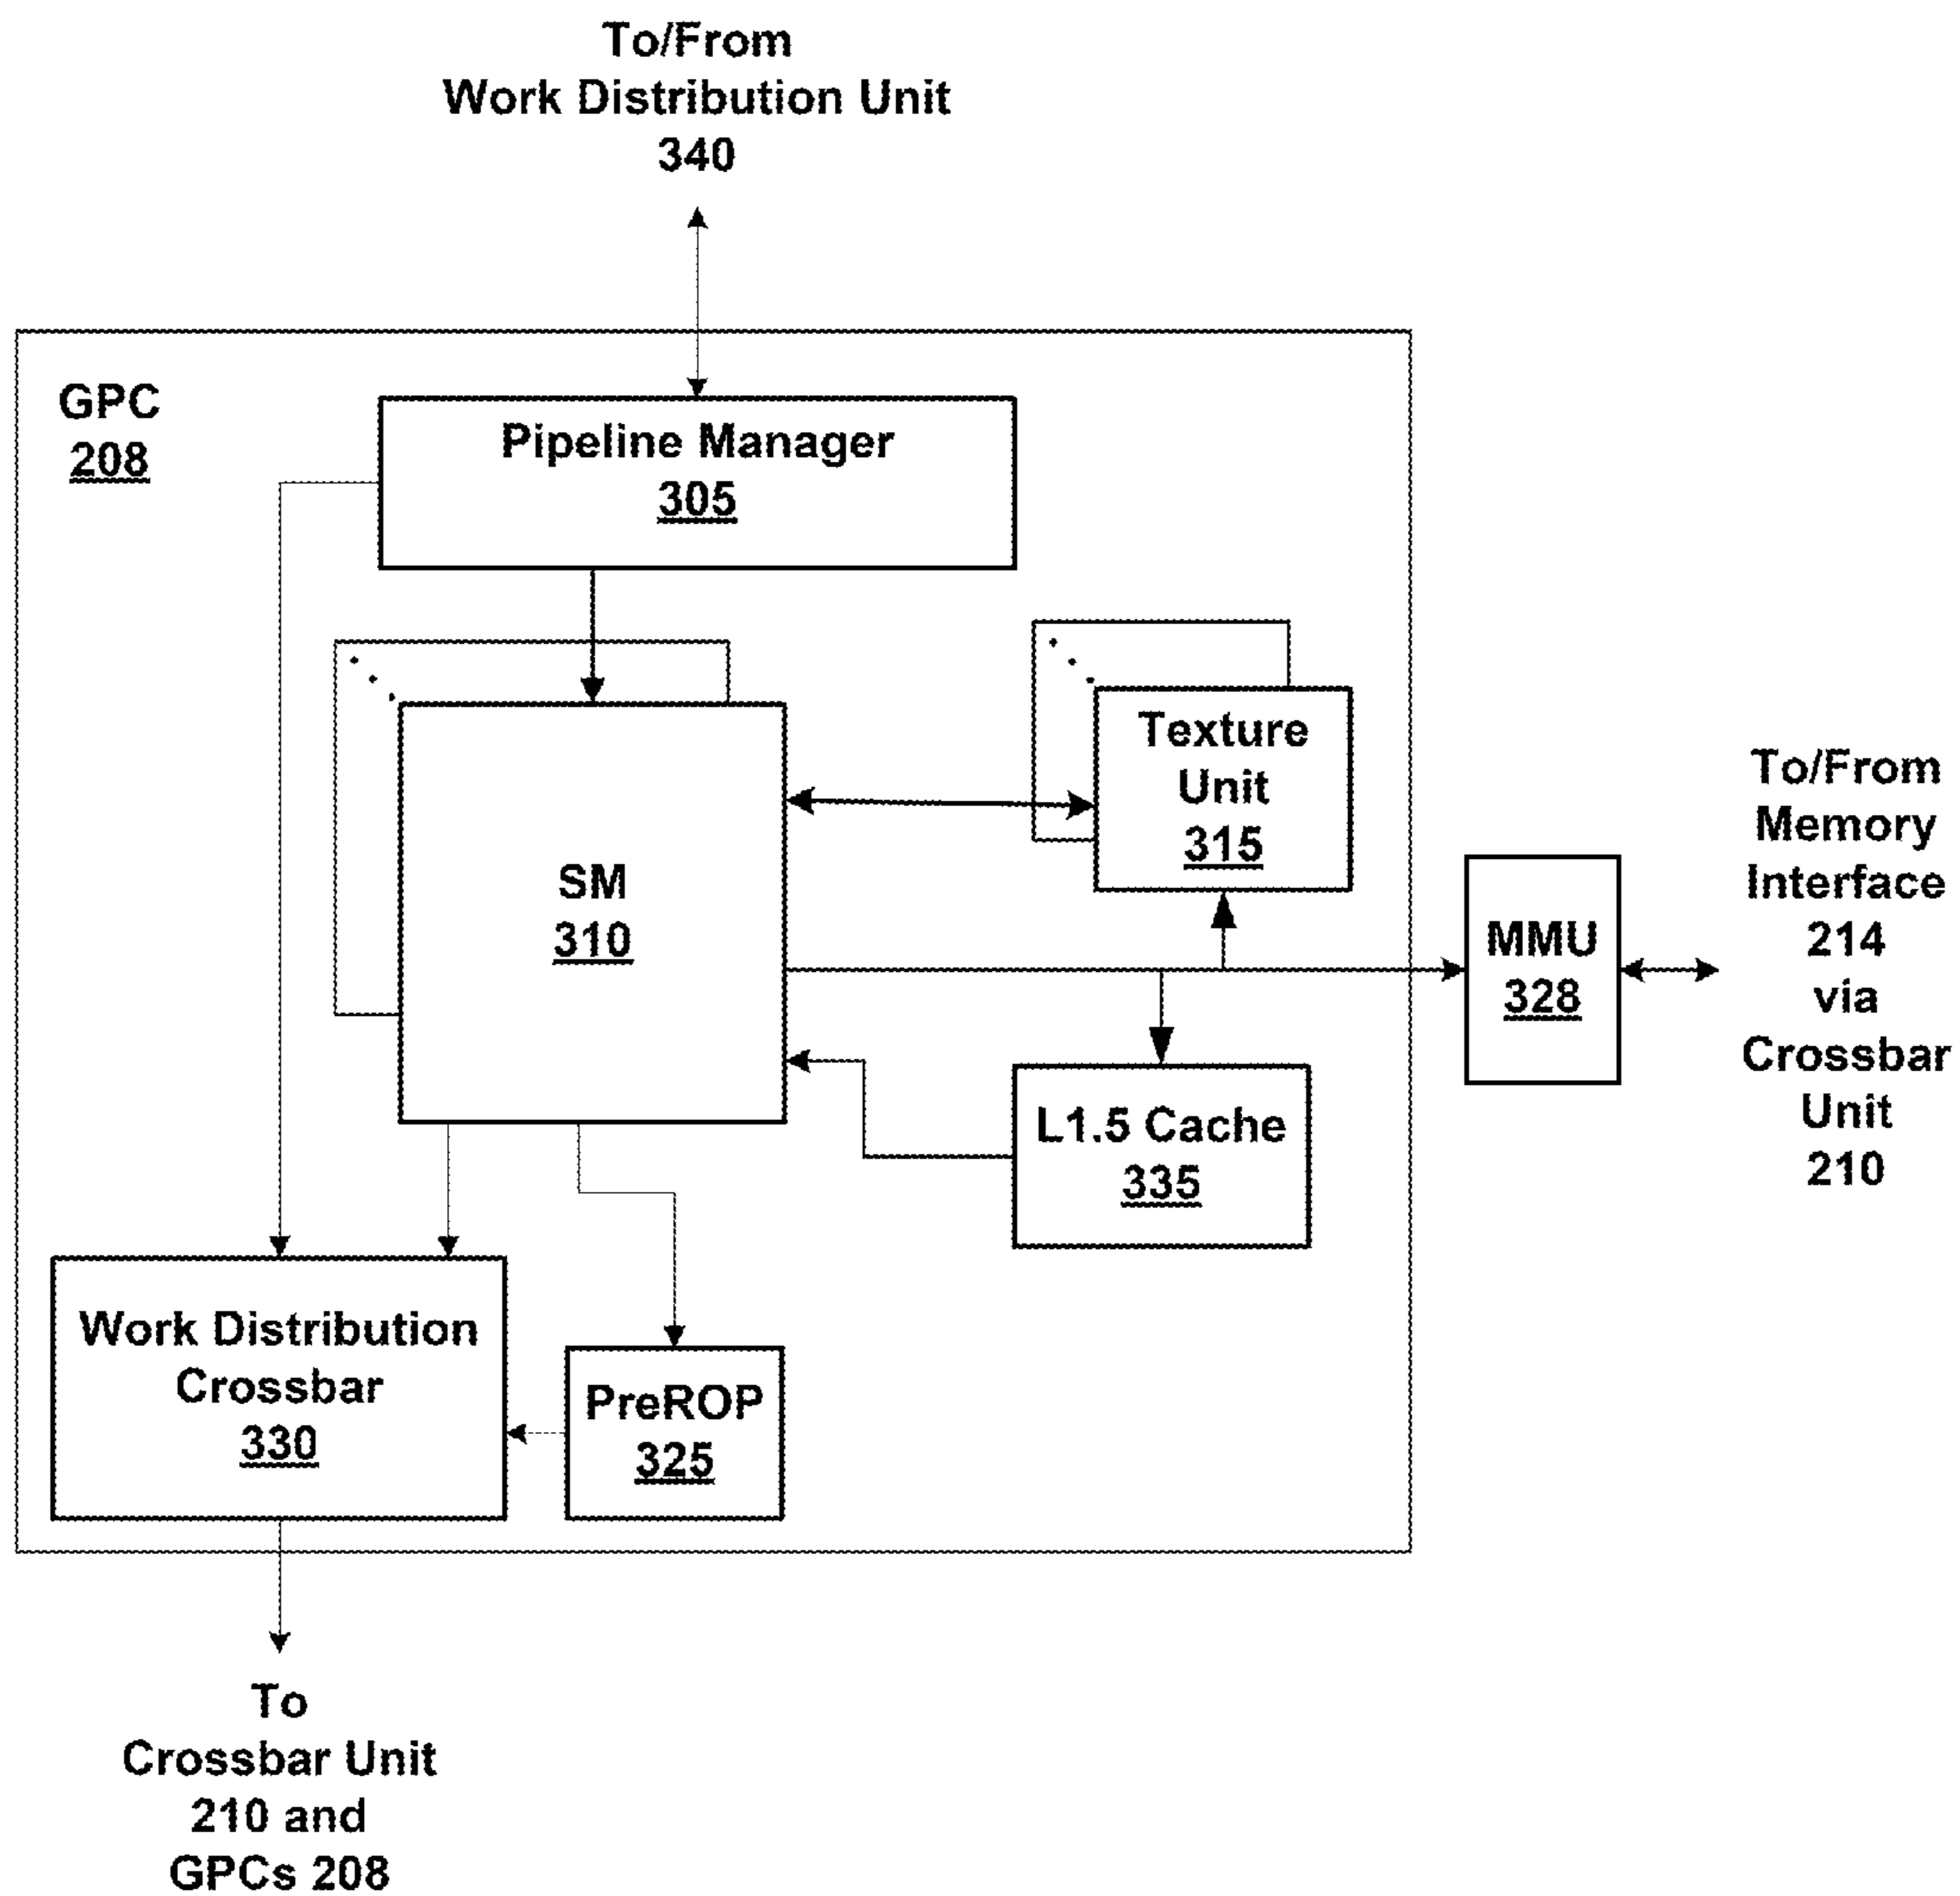 To/From
Work Distribution Unit
340
GPC
208
Pipeline Manager
305
Texture
Unit
315
SM
310
MMU
328
To/From
Memory
Interface
214
via
Crossbar
Unit
210
L1.5 Cache
335
Work Distribution
Crossbar
330
PreROP
325
To
Crossbar Unit
210 and
GPCs 208